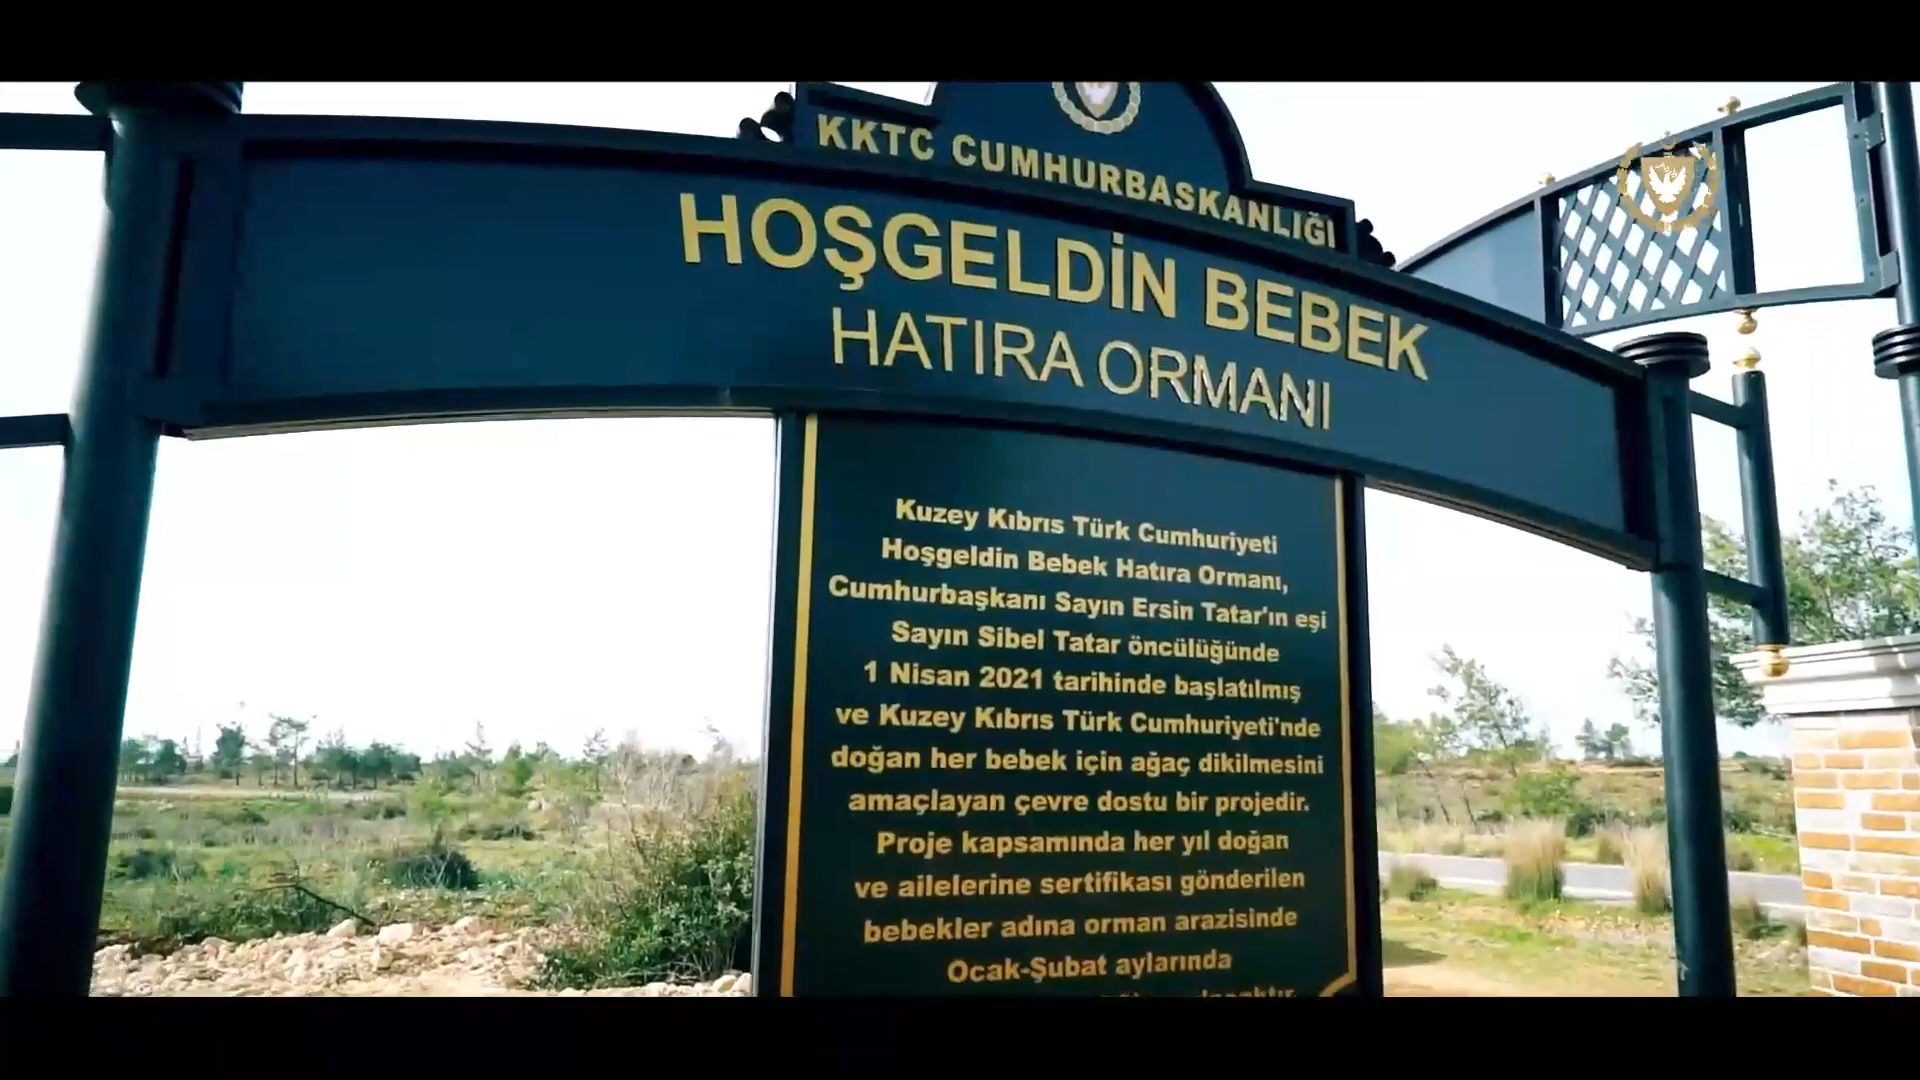 KKTC CUMHURBAŞKANLIĞI
HOŞGELDİN BEBEK
HATIRA ORMANI
Kuzey Kıbrıs Türk Cumhuriyeti
Hoşgeldin Bebek Hatıra Ormanı,
Cumhurbaşkanı Sayın Ersin Tatar'ın eşi
Sayın Sibel Tatar öncülüğünde
1 Nisan 2021 tarihinde başlatılmış
ve Kuzey Kıbrıs Türk Cumhuriyeti'nde
doğan her bebek için ağaç dikilmesini
amaçlayan çevre dostu bir projedir.
Proje kapsamında her yıl doğan
ve ailelerine sertifikası gönderilen
bebekler adına orman arazisinde
Ocak-Şubat aylarında